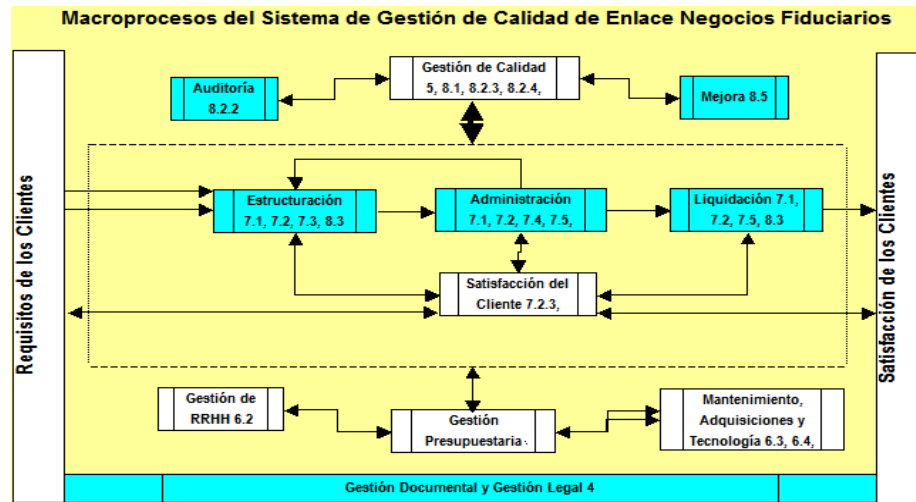 Macroprocesos del Sistema de Gestión de Calidad de Enlace Negocios Fiduciarios
Requisitos de los Clientes
Auditoría
8.2.2
Gestión de Calidad
5, 8.1, 8.2.3, 8.2.4,
Mejora 8.5
Estructuración
7.1, 7.2, 7.3, 8.3
Administración
7.1, 7.2, 7.4, 7.5,
Liquidación 7.1,
7.2, 7.5, 8.3
Satisfacción del
Cliente 7.2.3,
Gestión de
RRHH 6.2
Gestión
Presupuestaria
Mantenimiento,
Adquisiciones y
Tecnología 6.3, 6.4,
Satisfacción de los Clientes
Gestión Documental y Gestión Legal 4